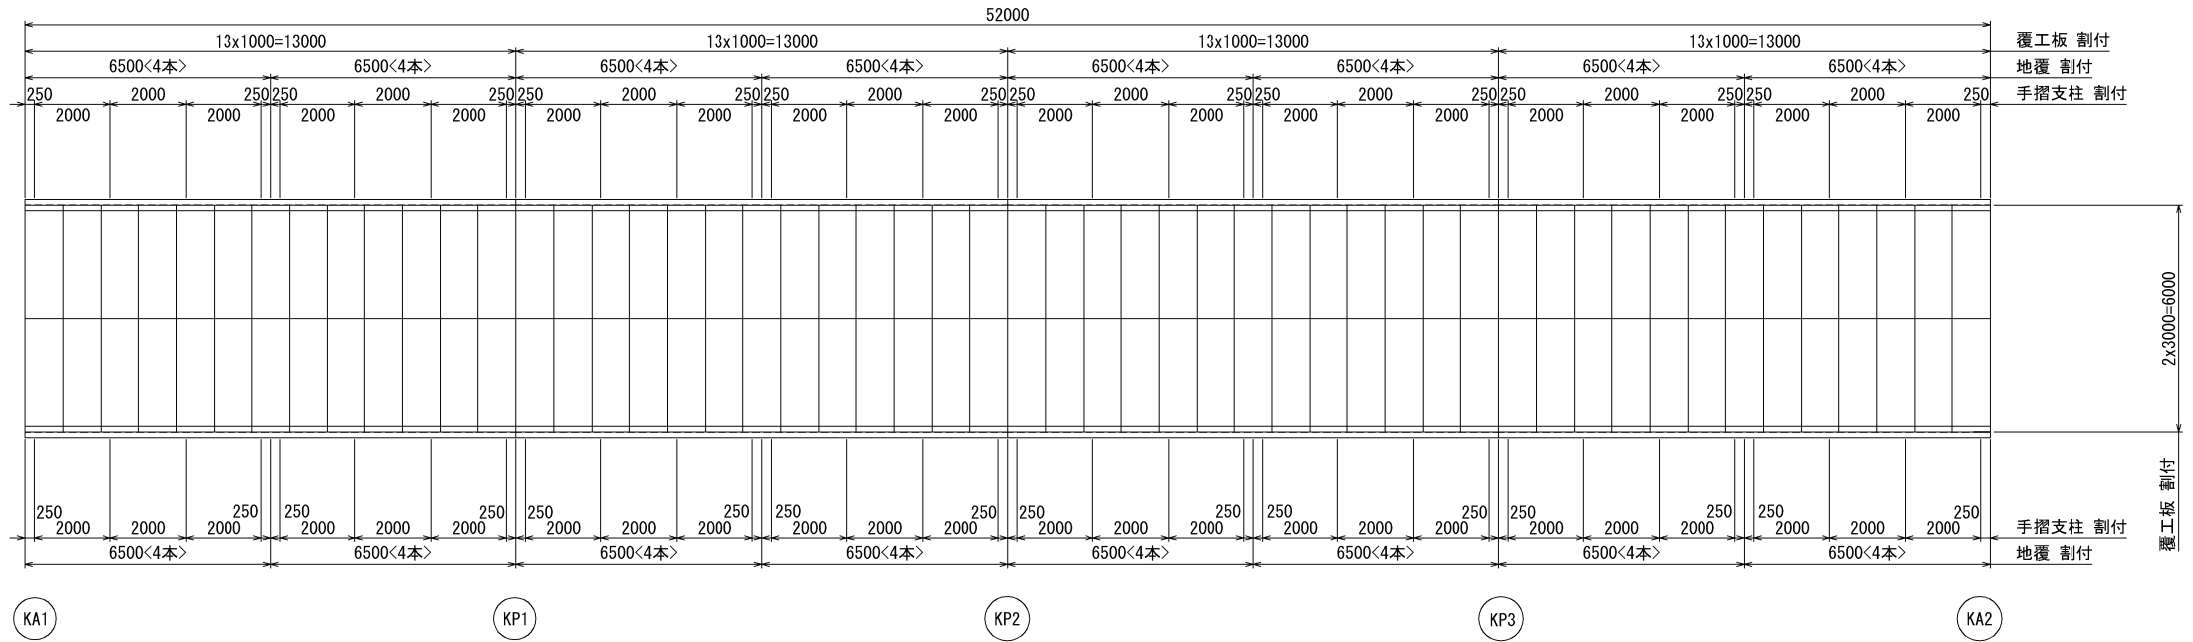 52000
13x1000=13000 13x1000=13000 13x1000=13000 13x1000=13000 覆工板 割付
6500<4本> 6500<4本> 6500<4本> 6500<4本> 6500<4本> 6500<4本> 6500<4本> 6500<4本> 地覆 割付
250 2000 250 250 2000 250 250 2000 250 250 2000 250 250 2000 250 250 2000 250 250 2000 250 250 2000 250 手摺支柱 割付
2000 2000 2000 2000 2000 2000 2000 2000 2000 2000 2000 2000 2000 2000 2000 2000
2x3000=6000
覆工板 割付
250 250 250 250 250 250 250 250 250 250 250 250 250 250 250 250
2000 2000 2000 2000 2000 2000 2000 2000 2000 2000 2000 2000 2000 2000 2000 2000 2000 2000 2000 2000 2000 2000 2000 2000 手摺支柱 割付
6500<4本> 6500<4本> 6500<4本> 6500<4本> 6500<4本> 6500<4本> 6500<4本> 6500<4本> 地覆 割付
KA1 KP1 KP2 KP3 KA2